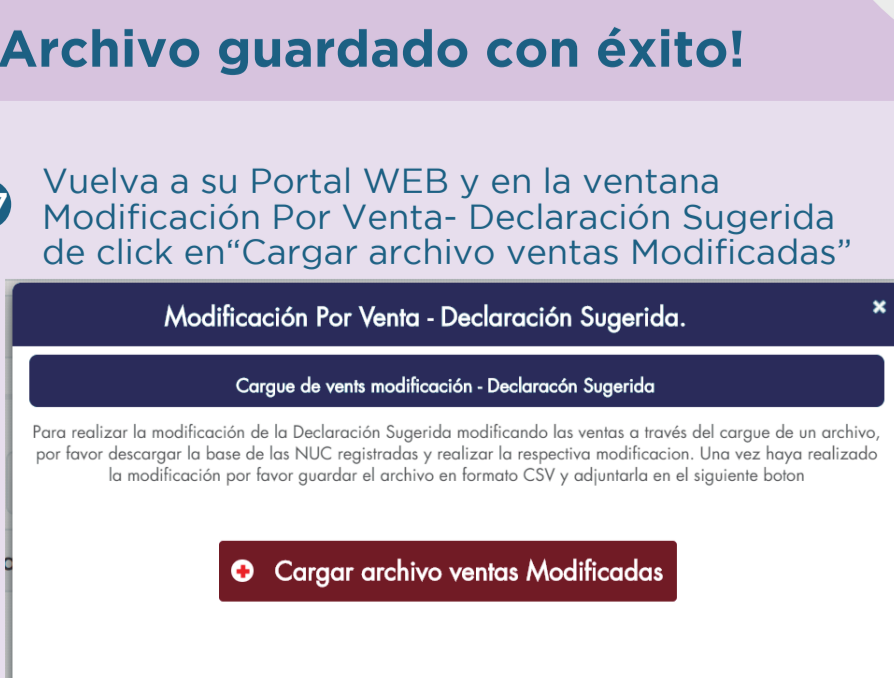 Archivo guardado con éxito!
7
Vuelva a su Portal WEB y en la ventana
Modificación Por Venta- Declaración Sugerida
de click en“Cargar archivo ventas Modificadas”
Modificación Por Venta - Declaración Sugerida.
Cargue de vents modificación - Declaracón Sugerida
Para realizar la modificación de la Declaración Sugerida modificando las ventas a través del cargue de un archivo,
por favor descargar la base de las NUC registradas y realizar la respectiva modificacion. Una vez haya realizado
la modificación por favor guardar el archivo en formato CSV y adjuntarla en el siguiente boton
Cargar archivo ventas Modificadas